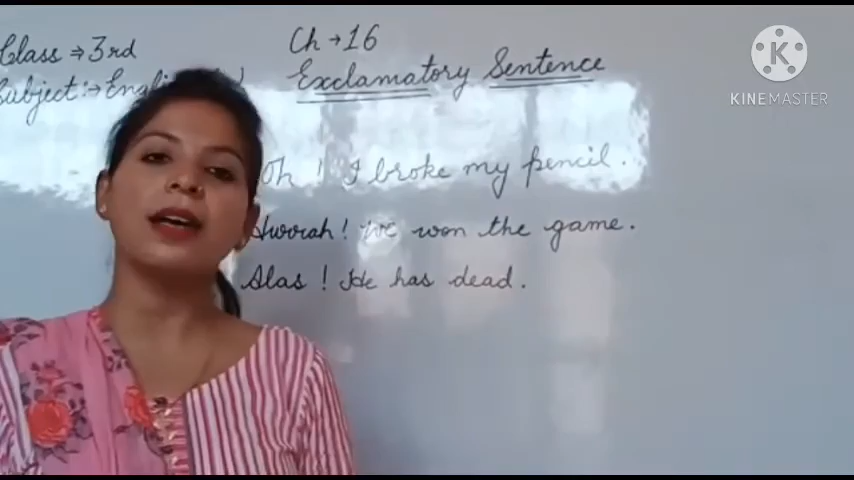 Class ⇒ 3rd
Ch → 16
Subject :→
Exclamatory Sentence
Oh ! I broke my pencil.
Hurrah! We won the game.
Alas ! He has dead.
KINEMASTER